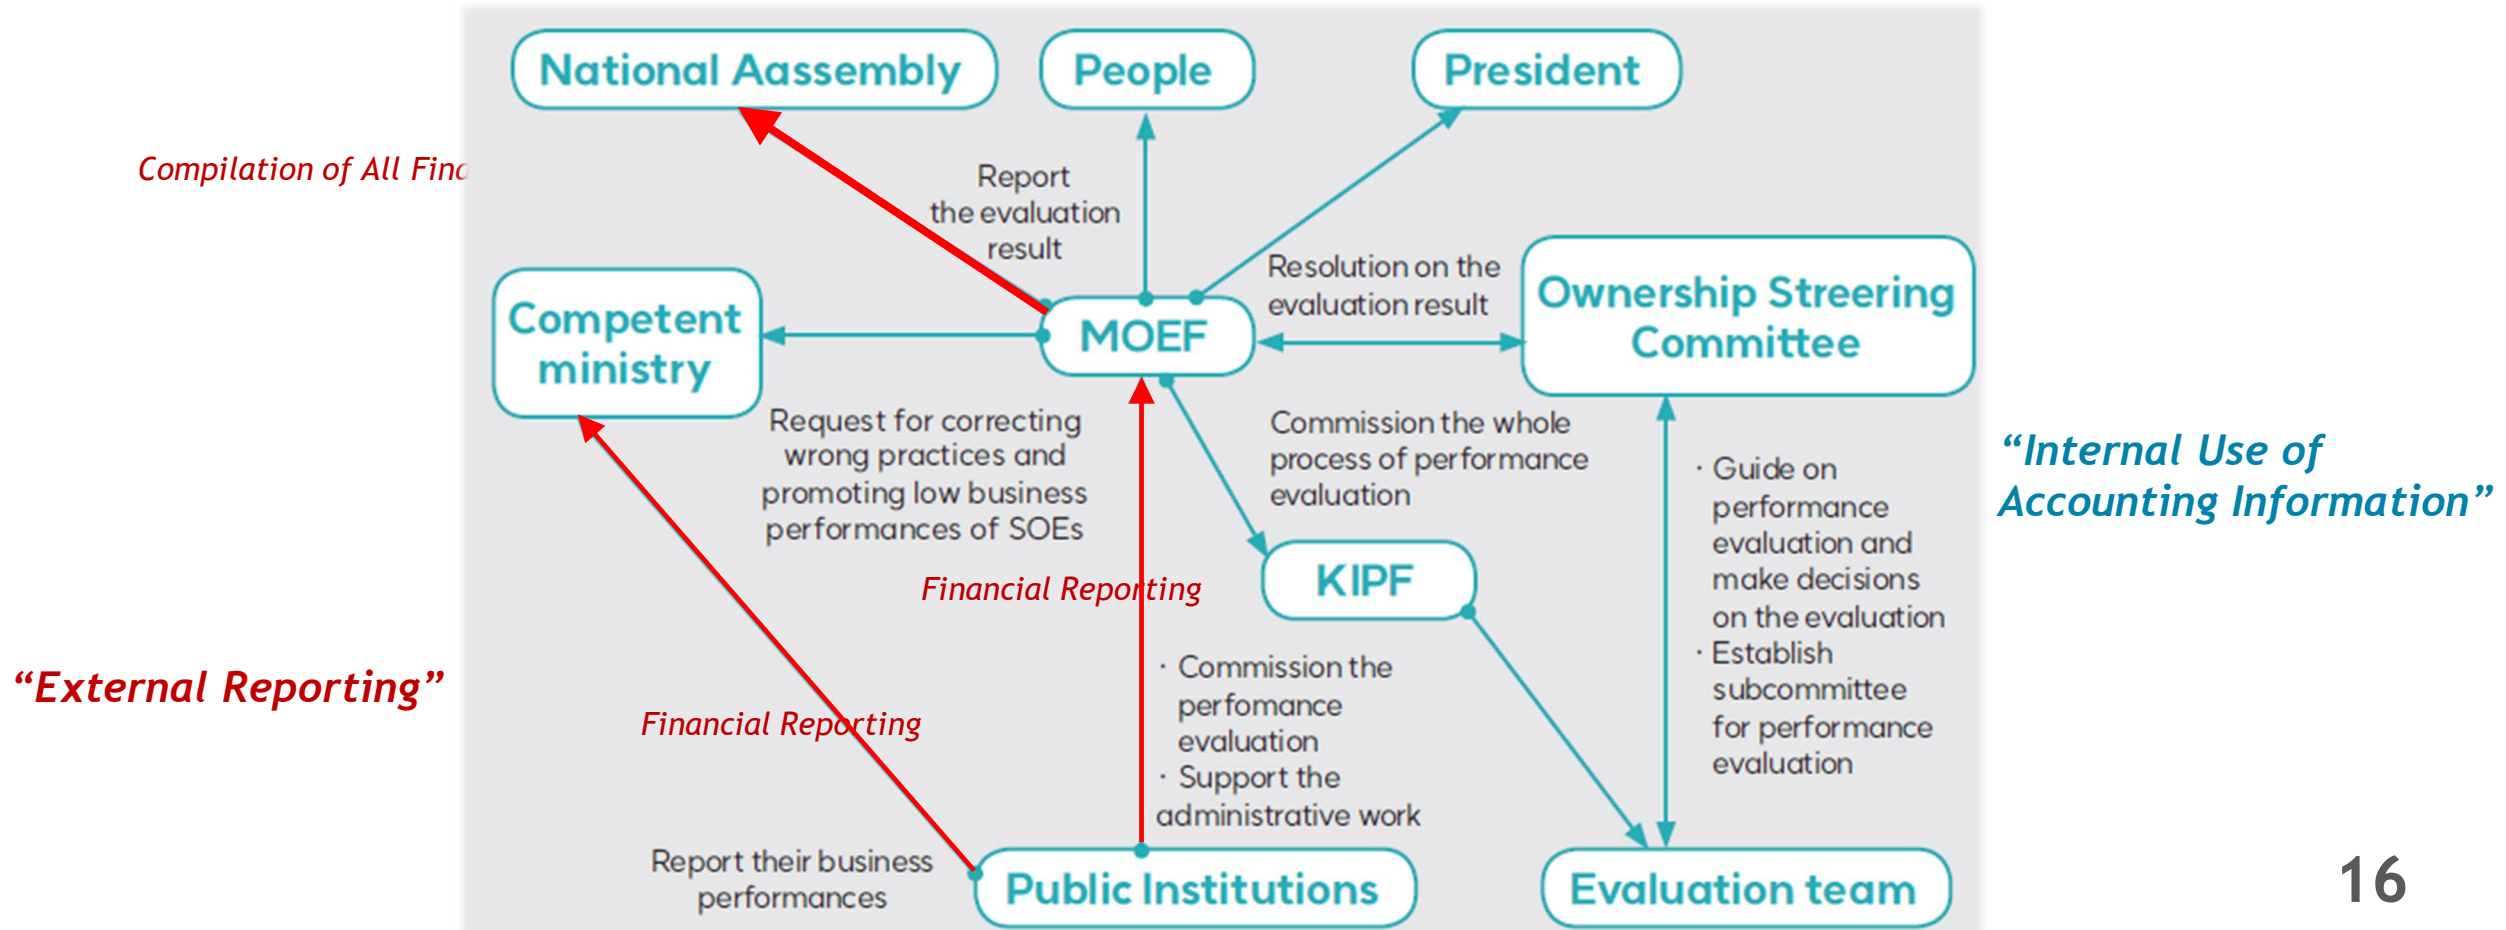 National Aassembly
People
President
Compilation of All Fina
Report
the evaluation
result
Resolution on the
evaluation result
Ownership Streering
Committee
Competent
ministry
MOEF
Request for correcting
wrong practices and
promoting low business
performances of SOEs
Commission the whole
process of performance
evaluation
“Internal Use of
Accounting Information”
· Guide on
performance
evaluation and
make decisions
on the evaluation
· Establish
subcommittee
for performance
evaluation
Financial Reporting
KIPF
“External Reporting”
Financial Reporting
· Commission the
perfomance
evaluation
· Support the
administrative work
Report their business
performances
Public Institutions
Evaluation team
16